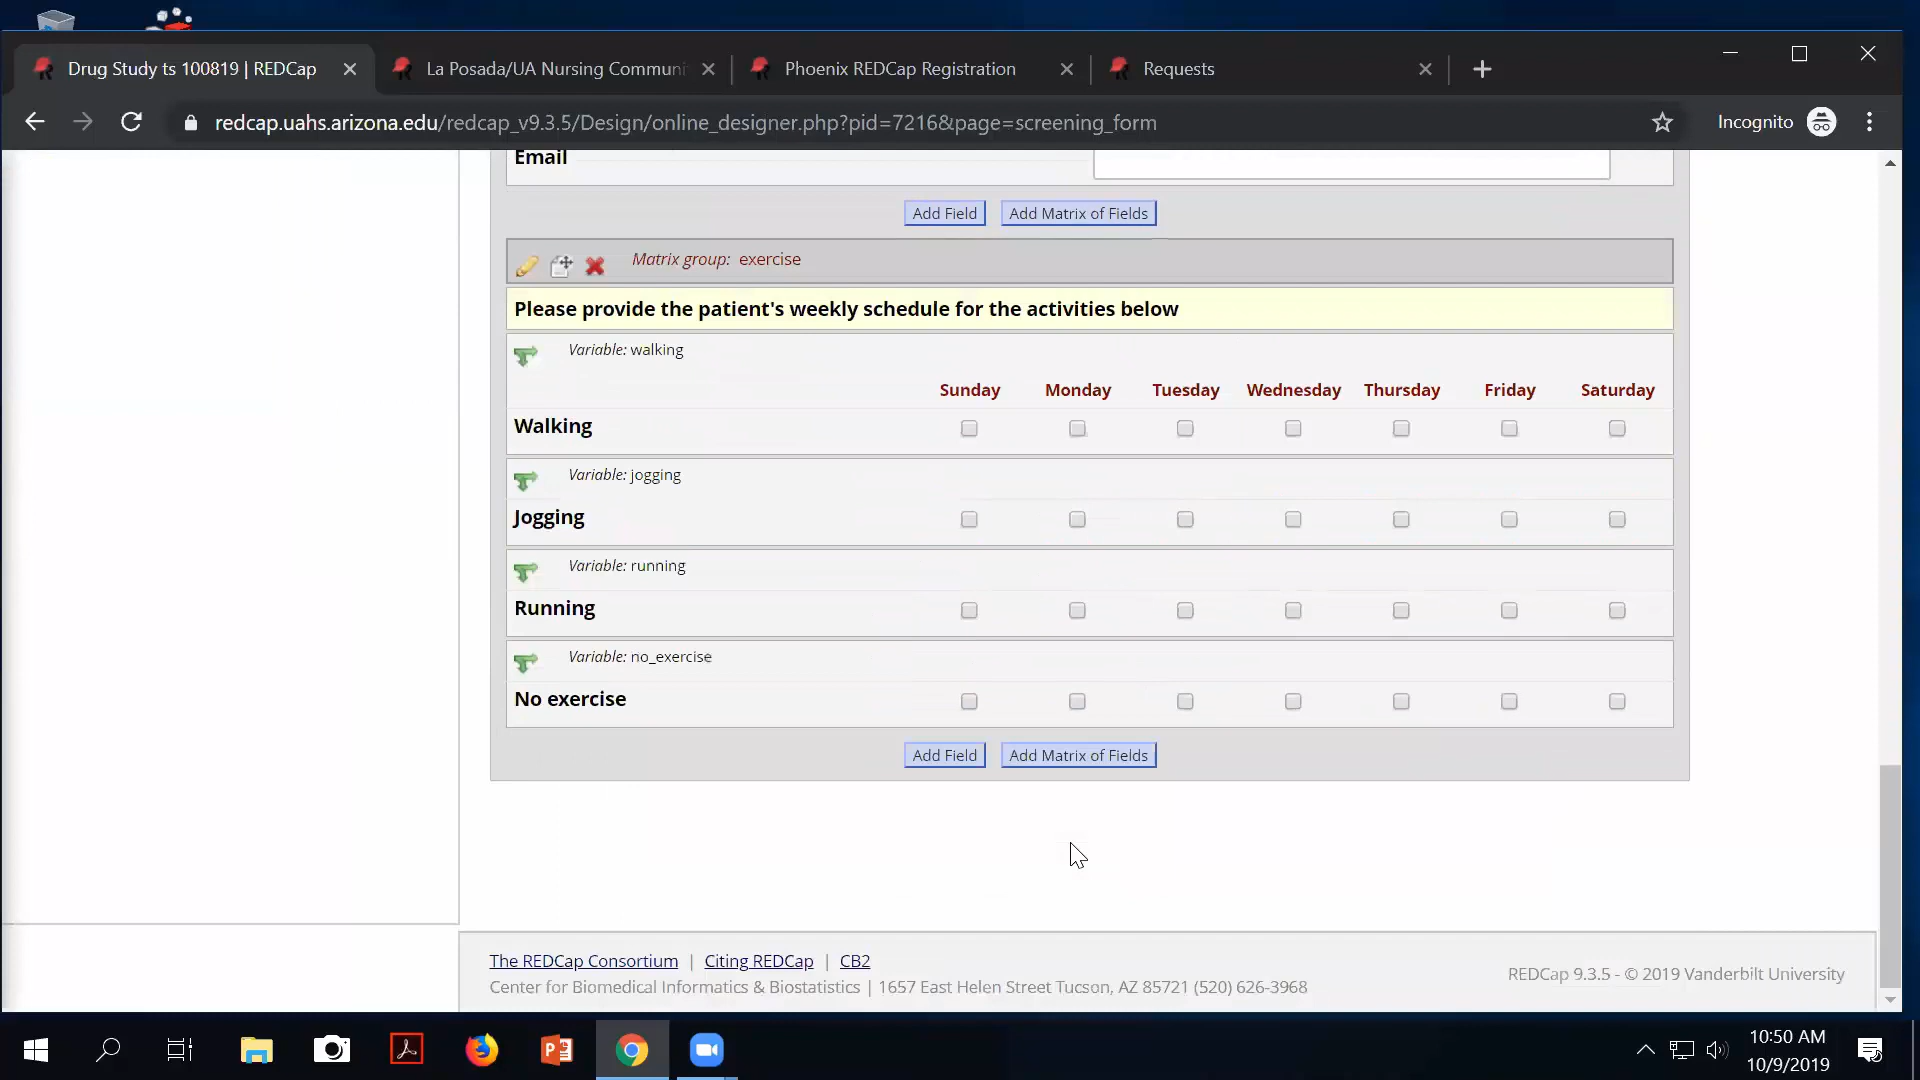 Drug Study ts 100819 | REDCap
La Posada/UA Nursing Communi
Phoenix REDCap Registration
Requests
redcap.uahs.arizona.edu/redcap_v9.3.5/Design/online_designer.php?pid=7216&page=screening_form
Incognito
Email
Add Field Add Matrix of Fields
Matrix group: exercise
Please provide the patient's weekly schedule for the activities below
Variable: walking
Sunday Monday Tuesday Wednesday Thursday Friday Saturday
Walking
Variable: jogging
Jogging
Variable: running
Running
Variable: no_exercise
No exercise
Add Field Add Matrix of Fields
The REDCap Consortium | Citing REDCap | CB2
Center for Biomedical Informatics & Biostatistics | 1657 East Helen Street Tucson, AZ 85721 (520) 626-3968
REDCap 9.3.5 - © 2019 Vanderbilt University
10:50 AM
10/9/2019